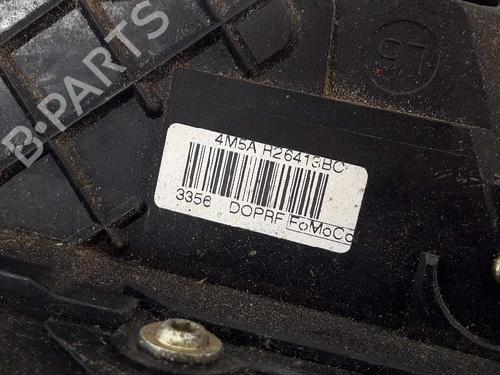 B-PARTS
97
4M5A R26413BC
3356 DOPRF FoMoCo